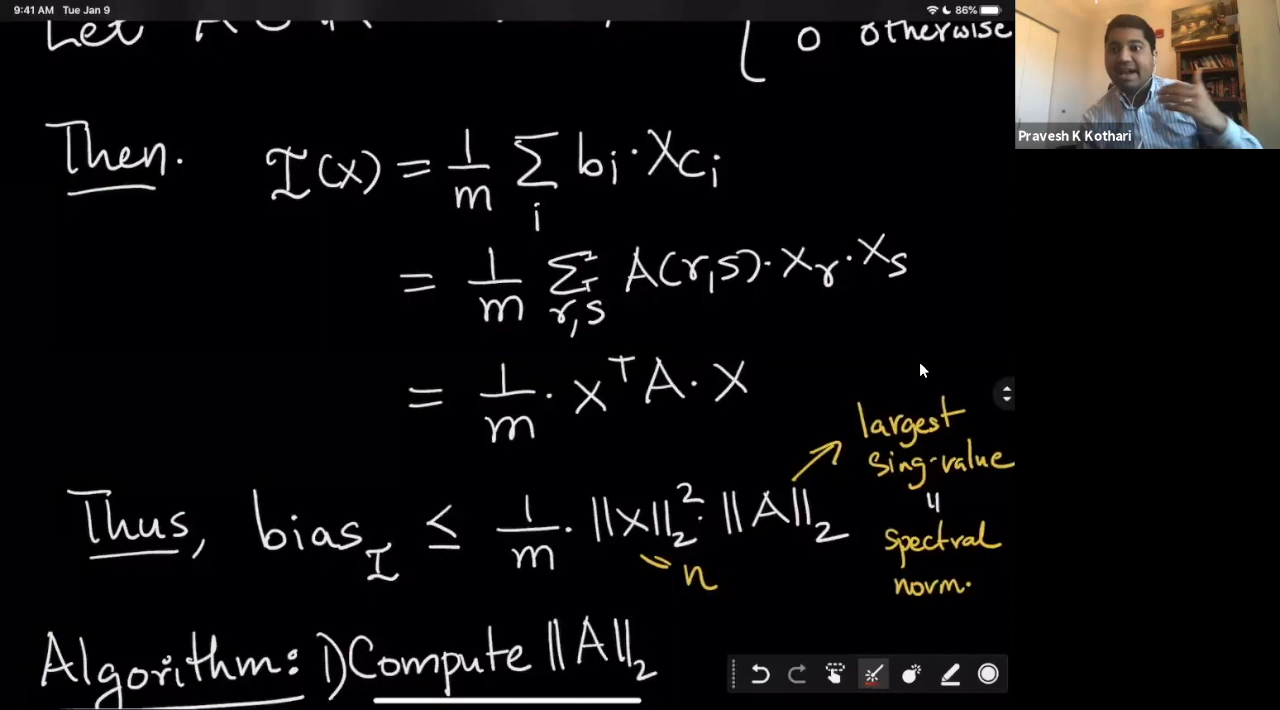 9:41 AM Tue Jan 9
86%
Let A
0 otherwise
Pravesh K Kothari
Then. I(x) = 1/m ∑_i b_i · x_{C_i}
= 1/m ∑_{r,s} A(r,s) · x_r · x_s
= 1/m · x^T A · x
largest
sing-value
Thus, bias_I ≤ 1/m · ||x||_2^2 · ||A||_2
= n
spectral
norm.
Algorithm: 1) Compute ||A||_2